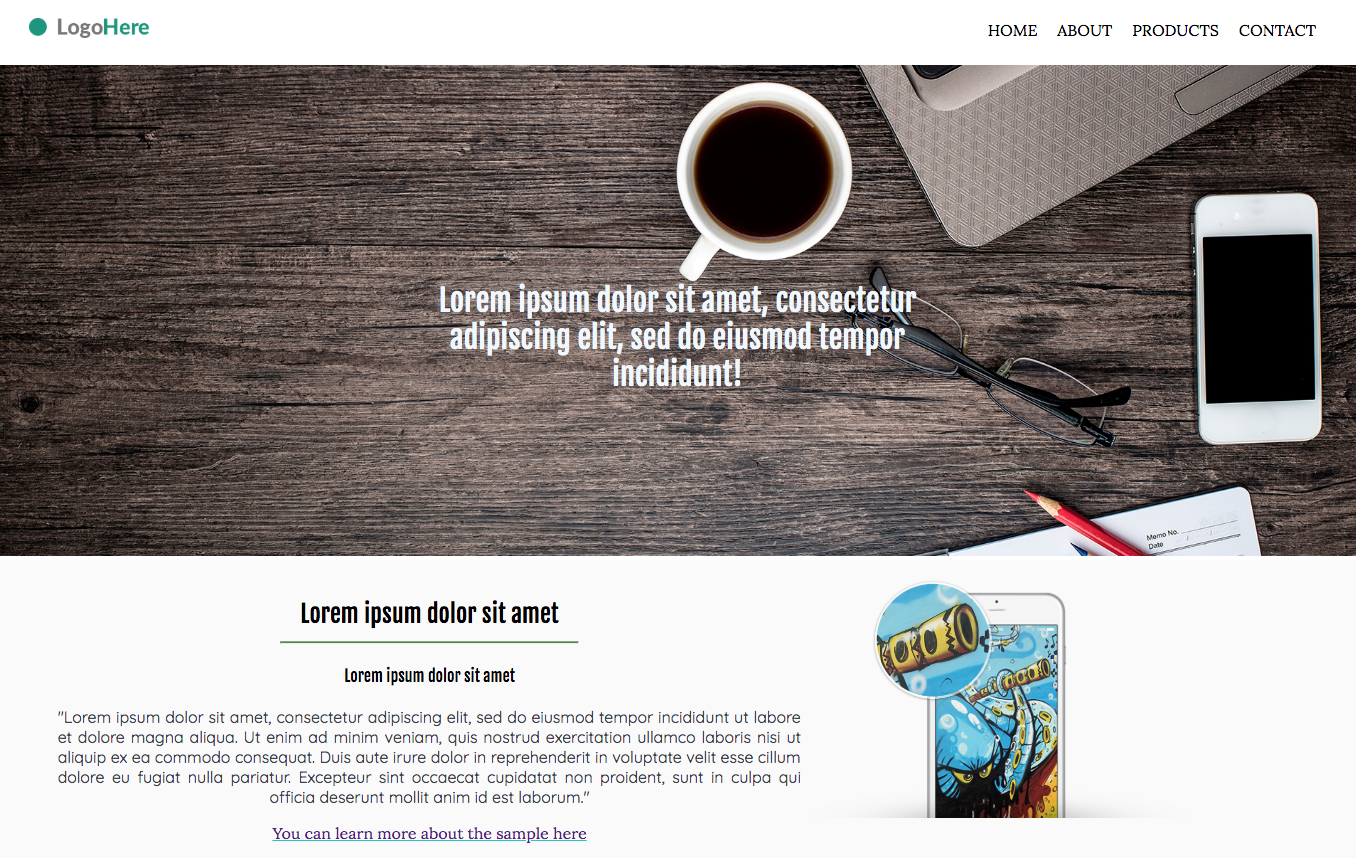 LogoHere
HOME ABOUT PRODUCTS CONTACT
Lorem ipsum dolor sit amet, consectetur
adipiscing elit, sed do eiusmod tempor
incididunt!
Memo No.
Date / /
Lorem ipsum dolor sit amet
Lorem ipsum dolor sit amet
"Lorem ipsum dolor sit amet, consectetur adipiscing elit, sed do eiusmod tempor incididunt ut labore
et dolore magna aliqua. Ut enim ad minim veniam, quis nostrud exercitation ullamco laboris nisi ut
aliquip ex ea commodo consequat. Duis aute irure dolor in reprehenderit in voluptate velit esse cillum
dolore eu fugiat nulla pariatur. Excepteur sint occaecat cupidatat non proident, sunt in culpa qui
officia deserunt mollit anim id est laborum."
You can learn more about the sample here